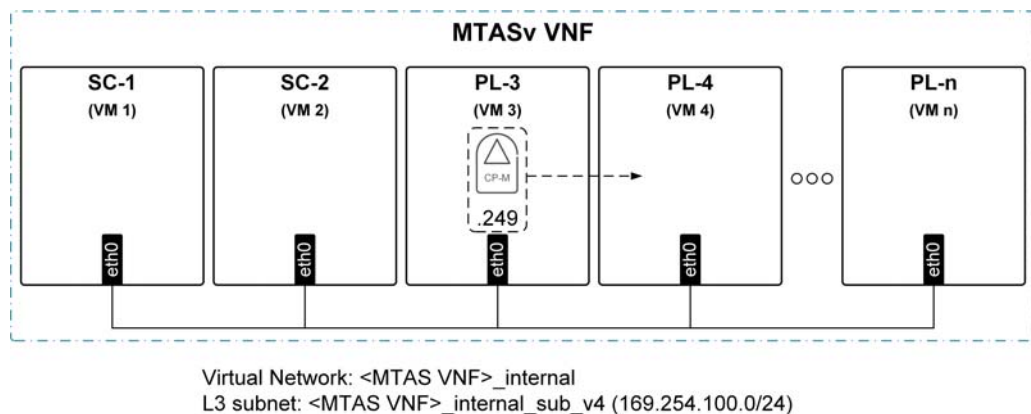 MTASv VNF
SC-1
(VM 1)
SC-2
(VM 2)
PL-3
(VM 3)
PL-4
(VM 4)
PL-n
(VM n)
CP-M
.249
eth0
eth0
eth0
eth0
eth0
Virtual Network: <MTAS VNF>_internal
L3 subnet: <MTAS VNF>_internal_sub_v4 (169.254.100.0/24)